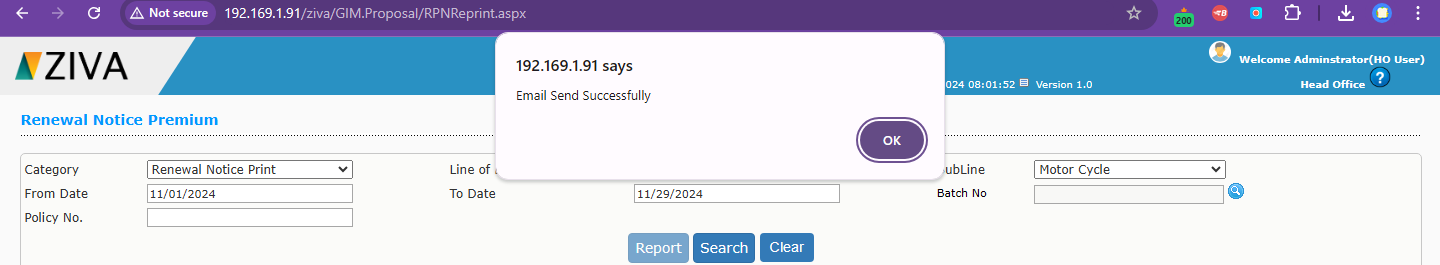 Not secure 192.169.1.91/ziva/GIM.Proposal/RPNReprint.aspx
200
ZIVA
192.169.1.91 says
Email Send Successfully
OK
Welcome Adminstrator(HO User)
024 08:01:52 Version 1.0
Head Office ?
Renewal Notice Premium
Category Renewal Notice Print Line of Motor Cycle
From Date 11/01/2024 To Date 11/29/2024 Batch No
Policy No.
Report Search Clear